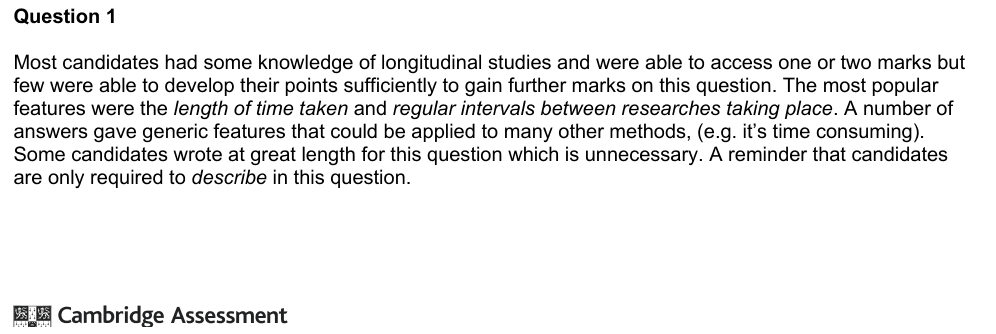 Question 1
Most candidates had some knowledge of longitudinal studies and were able to access one or two marks but
few were able to develop their points sufficiently to gain further marks on this question. The most popular
features were the length of time taken and regular intervals between researches taking place. A number of
answers gave generic features that could be applied to many other methods, (e.g. it's time consuming).
Some candidates wrote at great length for this question which is unnecessary. A reminder that candidates
are only required to describe in this question.
Cambridge Assessment